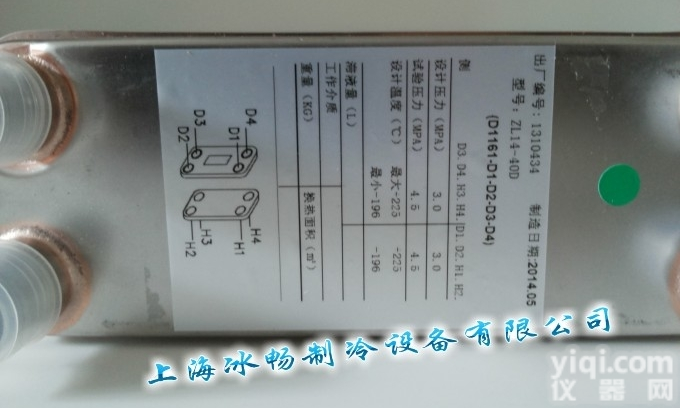 出厂编号: 1310434 制造日期:2014.05
型号: ZL14-40D
(D1161-D1-D2-D3-D4)
侧 D3.D4.H3.H4. D1.D2.H1.H2.
设计压力 (MPA) 3.0 3.0
试验压力 (MPA) 4.5 4.5
设计温度 (℃) 最大+225 +225
最小-196 -196
溶液量 (L)
工作介质
重量 (KG) 换热面积 (㎡)
D4 H4
D1 H1
D3 H3
D2 H2
上海冰畅制冷设备有限公司
yiqi.com
仪器网